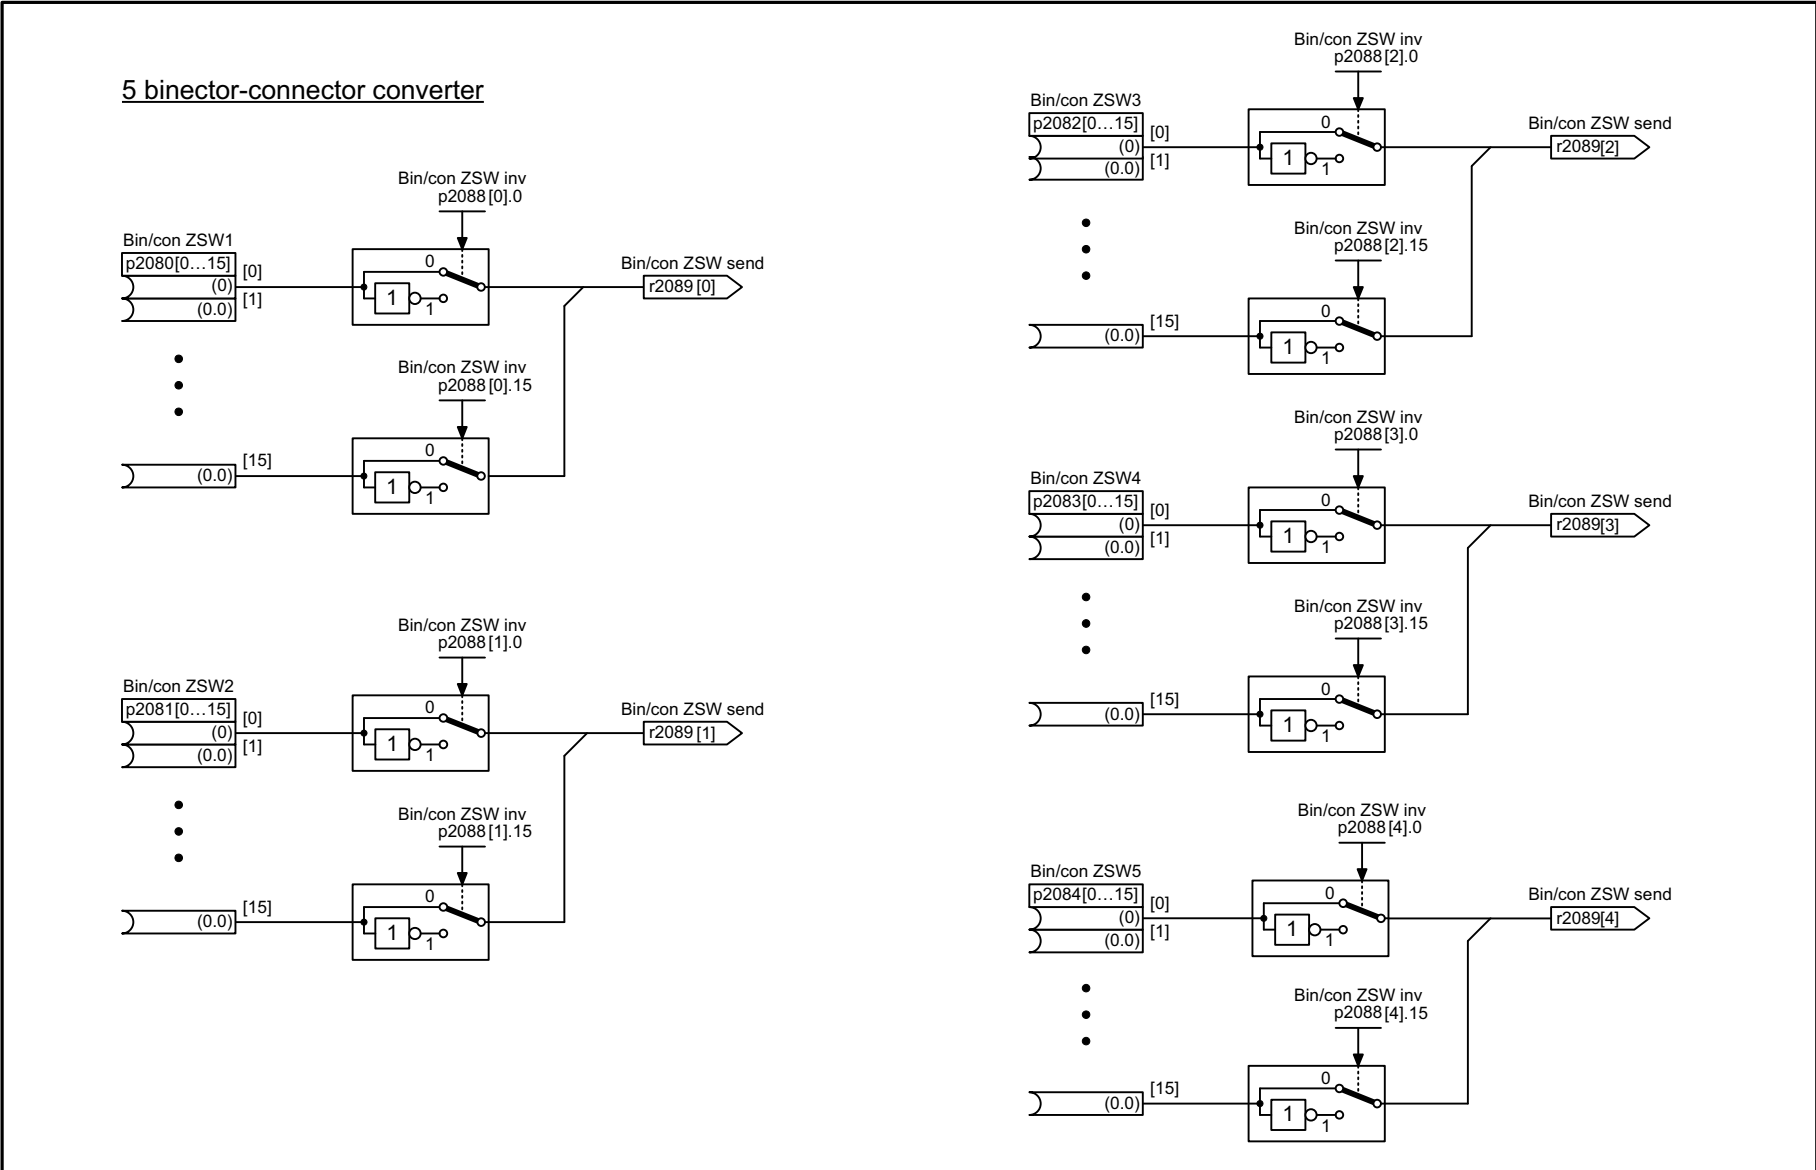 5 binector-connector converter
Bin/con ZSW inv
p2088[0].0
Bin/con ZSW1
p2080[0...15]
[0]
(0)
[1]
(0.0)
0
1
1
Bin/con ZSW send
r2089[0]
Bin/con ZSW inv
p2088[0].15
[15]
(0.0)
0
1
1
Bin/con ZSW inv
p2088[1].0
Bin/con ZSW2
p2081[0...15]
[0]
(0)
[1]
(0.0)
0
1
1
Bin/con ZSW send
r2089[1]
Bin/con ZSW inv
p2088[1].15
[15]
(0.0)
0
1
1
Bin/con ZSW inv
p2088[2].0
Bin/con ZSW3
p2082[0...15]
[0]
(0)
[1]
(0.0)
0
1
1
Bin/con ZSW send
r2089[2]
Bin/con ZSW inv
p2088[2].15
[15]
(0.0)
0
1
1
Bin/con ZSW inv
p2088[3].0
Bin/con ZSW4
p2083[0...15]
[0]
(0)
[1]
(0.0)
0
1
1
Bin/con ZSW send
r2089[3]
Bin/con ZSW inv
p2088[3].15
[15]
(0.0)
0
1
1
Bin/con ZSW inv
p2088[4].0
Bin/con ZSW5
p2084[0...15]
[0]
(0)
[1]
(0.0)
0
1
1
Bin/con ZSW send
r2089[4]
Bin/con ZSW inv
p2088[4].15
[15]
(0.0)
0
1
1